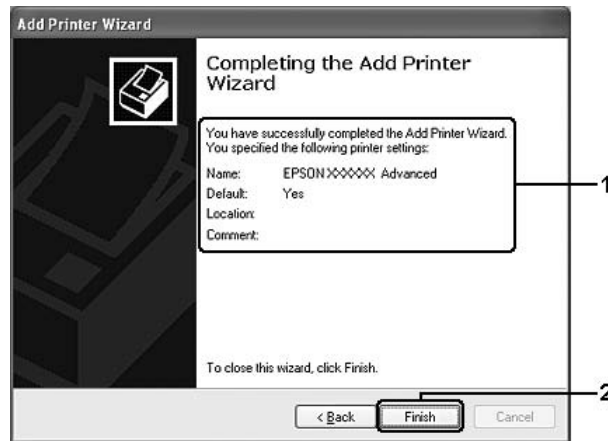 Add Printer Wizard
Completing the Add Printer
Wizard
You have successfully completed the Add Printer Wizard.
You specified the following printer settings:
Name: EPSON XXXXXX Advanced
Default: Yes
Location:
Comment:
1
To close this wizard, click Finish.
2
< Back Finish Cancel